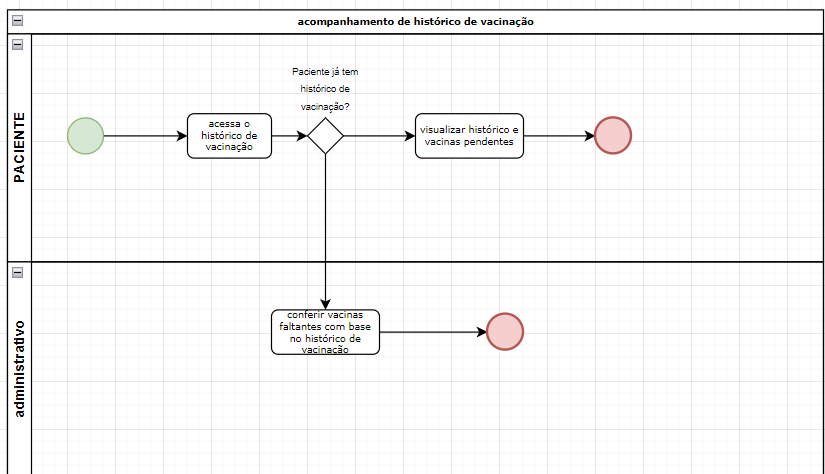 acompanhamento de histórico de vacinação
PACIENTE
Paciente já tem
histórico de
vacinação?
acessa o
histórico de
vacinação
visualizar histórico e
vacinas pendentes
administrativo
conferir vacinas
faltantes com base
no histórico de
vacinação